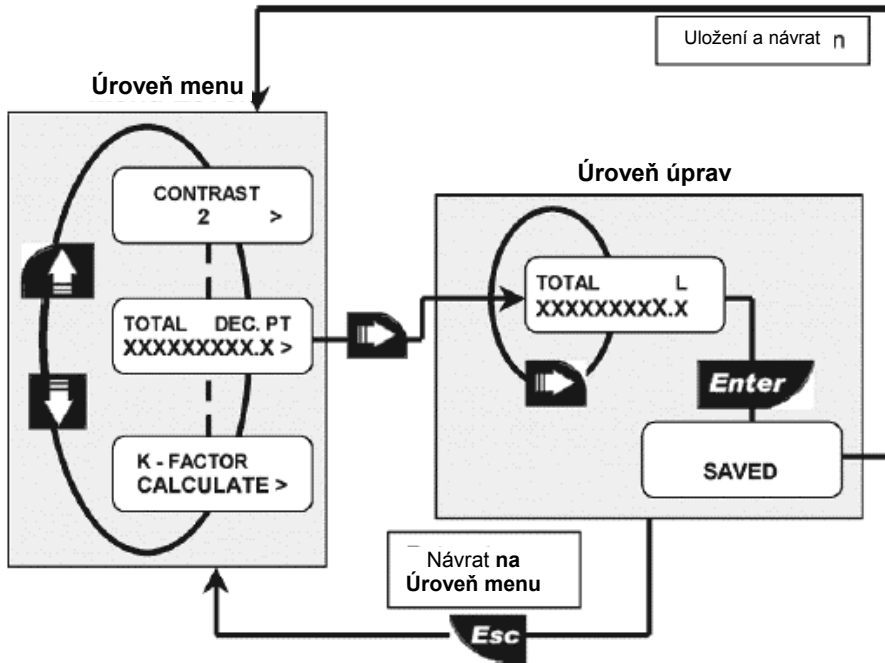 Uložení a návrat n
Úroveň menu
CONTRAST
2 >
TOTAL DEC. PT
XXXXXXXXX.X >
K - FACTOR
CALCULATE >
Úroveň úprav
TOTAL L
XXXXXXXXX.X
Enter
SAVED
Návrat na
Úroveň menu
Esc